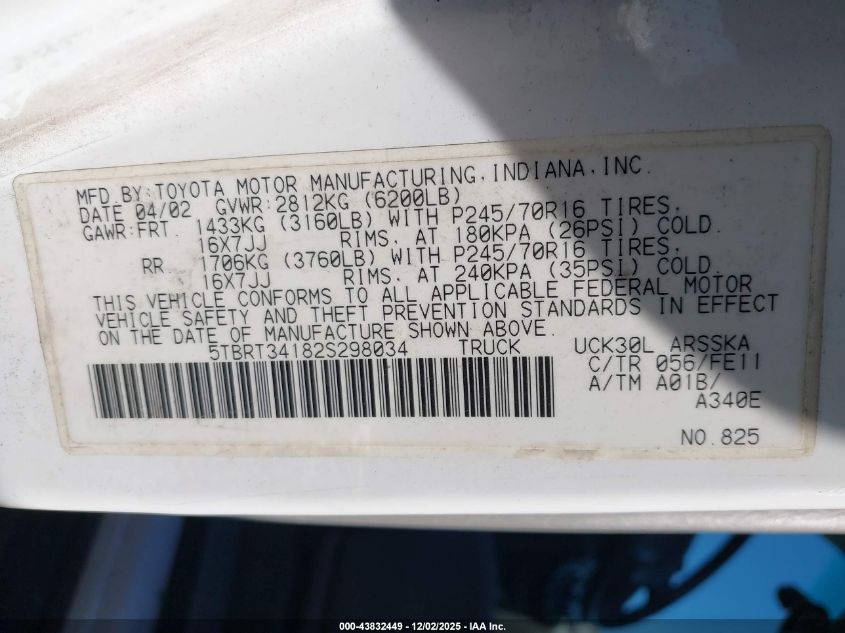 MFD.BY:TOYOTA MOTOR MANUFACTURING,INDIANA,INC.
DATE 04/02 GVWR:2812KG (6200LB)
GAWR:FRT 1433KG (3160LB) WITH P245/70R16 TIRES,
16X7JJ RIMS, AT 180KPA (26PSI) COLD.
RR 1706KG (3760LB) WITH P245/70R16 TIRES,
16X7JJ RIMS, AT 240KPA (35PSI) COLD.
THIS VEHICLE CONFORMS TO ALL APPLICABLE FEDERAL MOTOR
VEHICLE SAFETY AND THEFT PREVENTION STANDARDS IN EFFECT
ON THE DATE OF MANUFACTURE SHOWN ABOVE.
5TBRT34182S298034 TRUCK UCK30L ARSSKA
C/TR 056/FE11
A/TM A01B/
A340E
NO.825
000-43832449 - 12/02/2025 - IAA Inc.